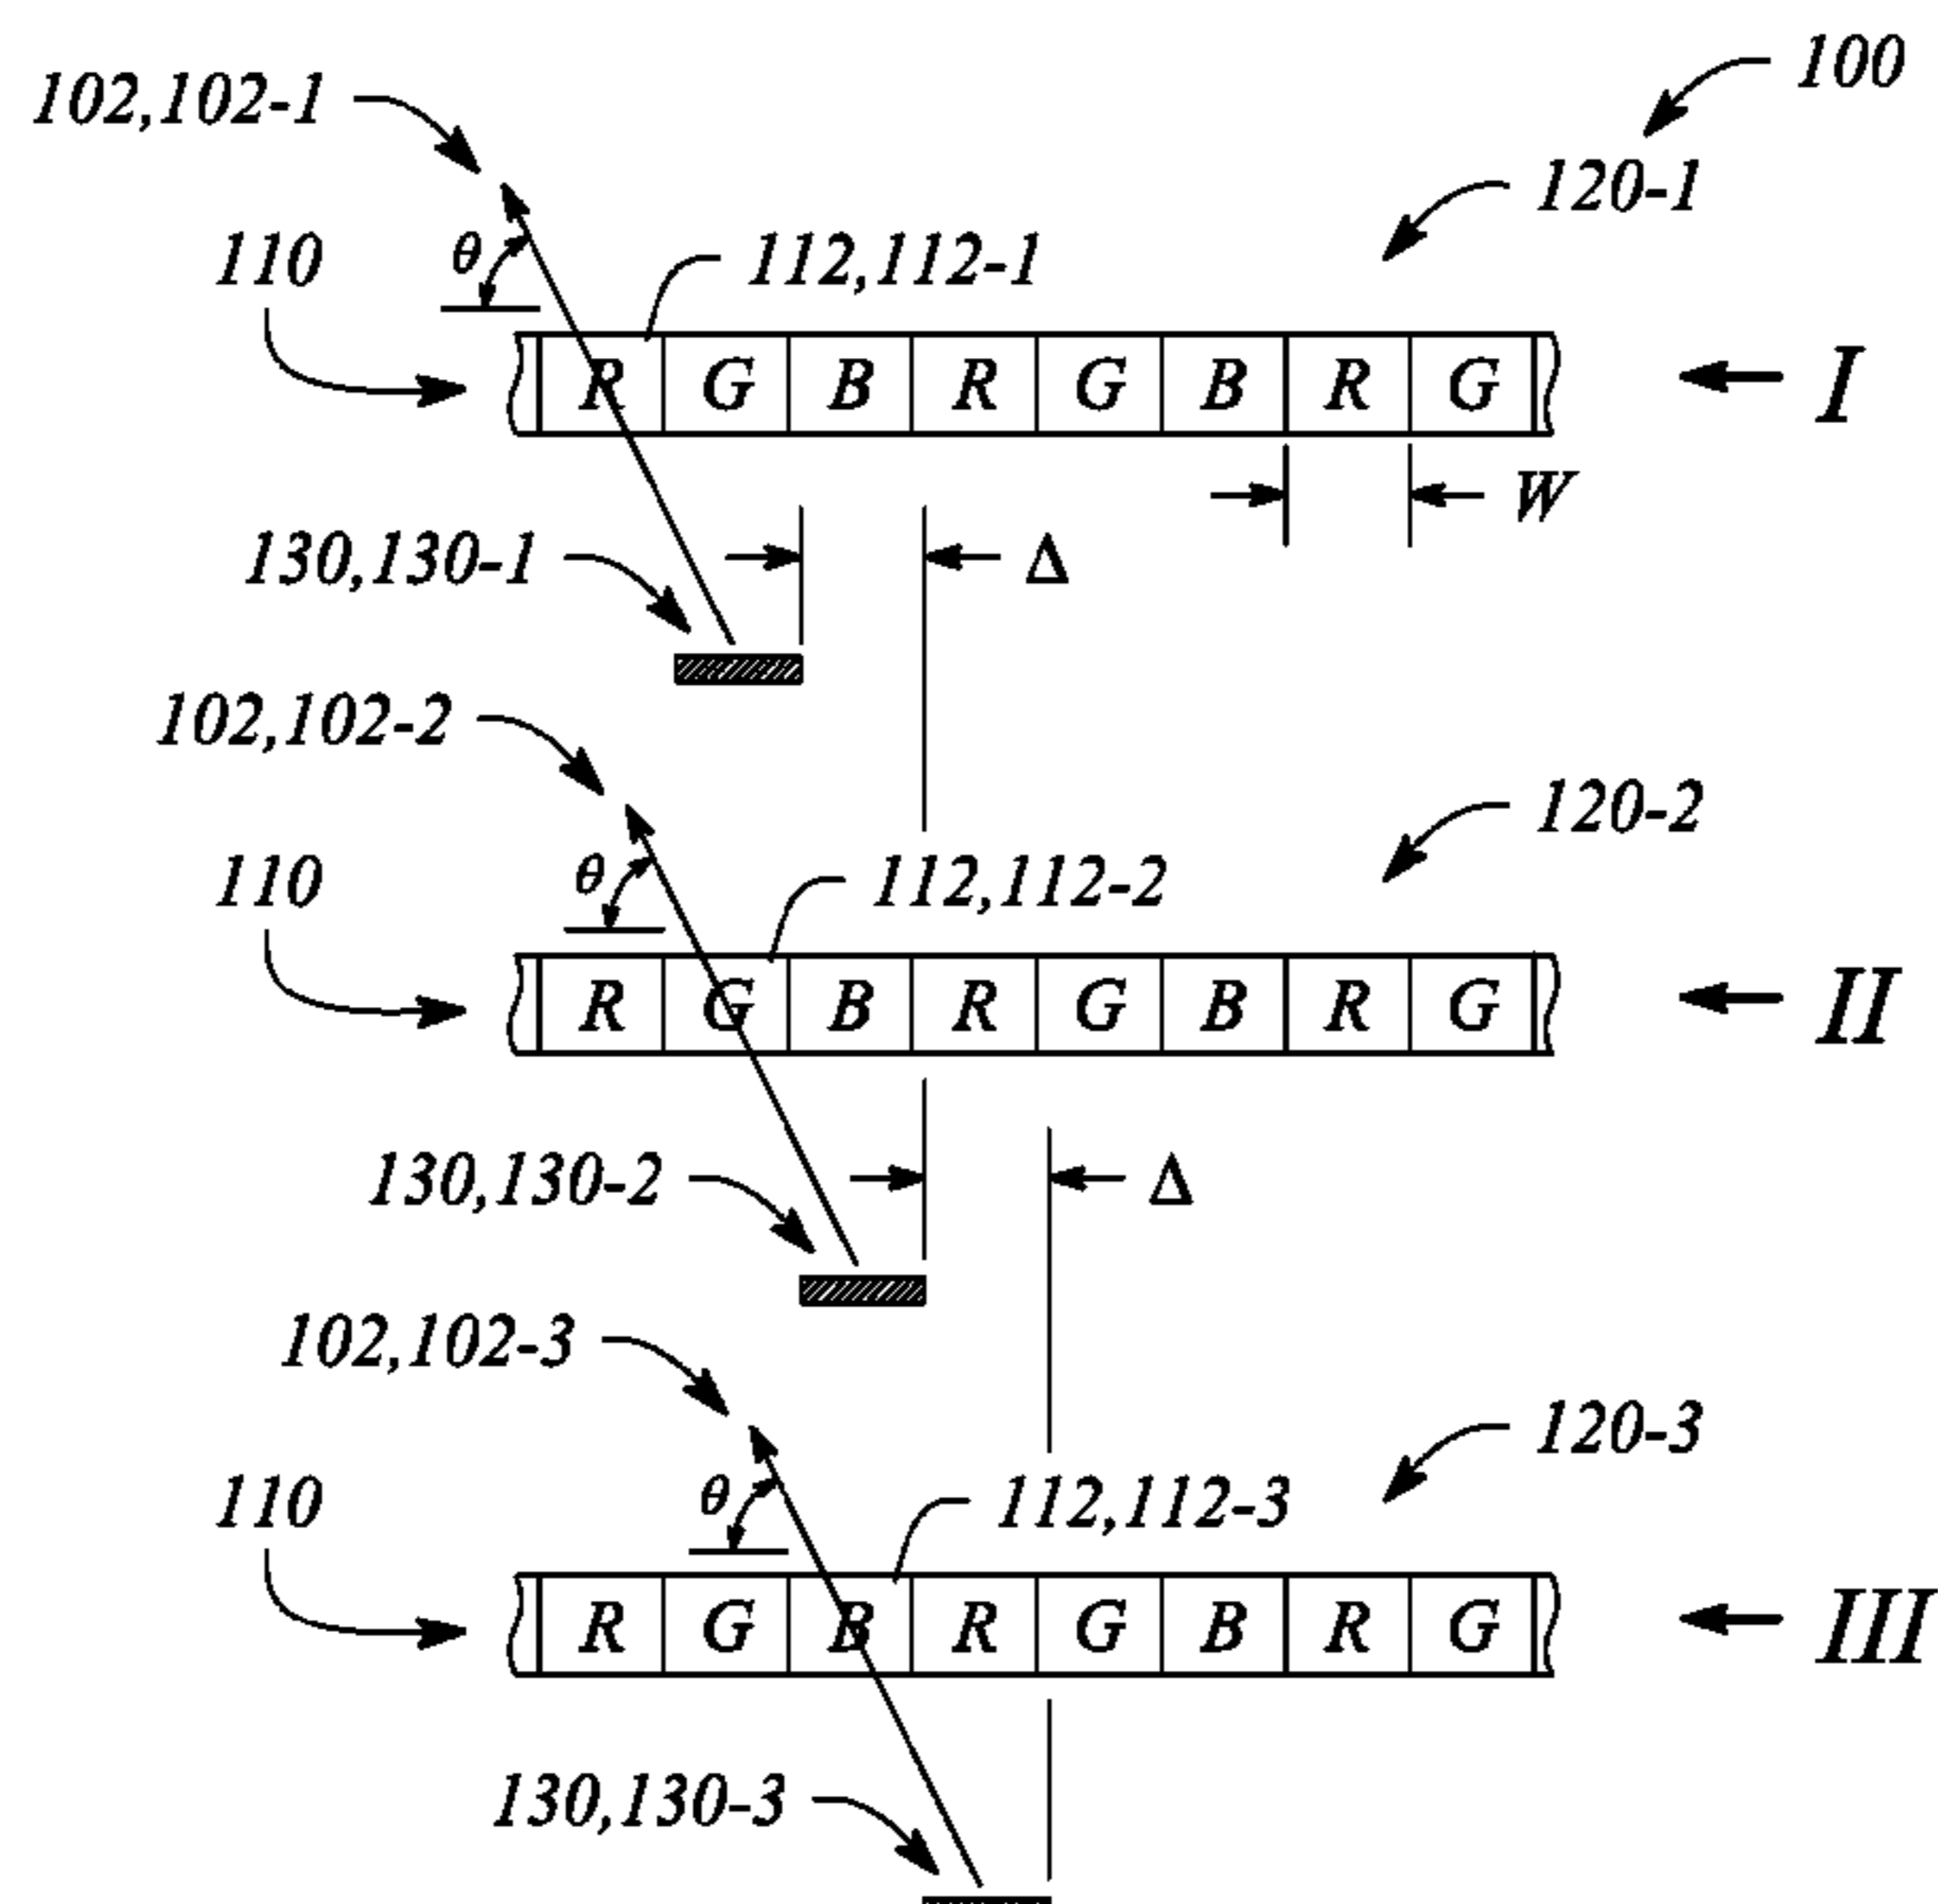 100
102,102-1
120-1
θ
110
112,112-1
R G B R G B R G
I
W
130,130-1
Δ
102,102-2
120-2
θ
110
112,112-2
R G B R G B R G
II
130,130-2
Δ
102,102-3
120-3
θ
110
112,112-3
R G B R G B R G
III
130,130-3